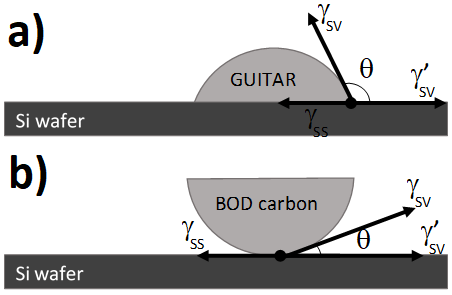 a)
γSV
GUITAR
θ
γ'SV
γSS
Si wafer
b)
BOD carbon
γSV
γSS
θ
γ'SV
Si wafer